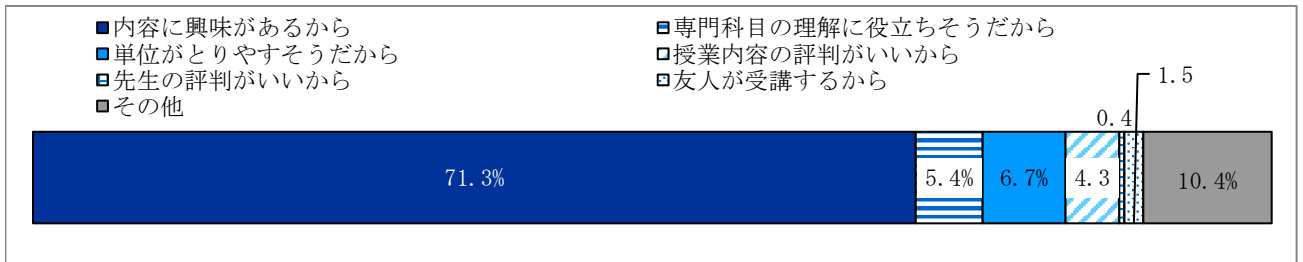 ■内容に興味があるから ■専門科目の理解に役立ちそうだから
■単位がとりやすそうだから ■授業内容の評判がいいから
■先生の評判がいいから ■友人が受講するから
■その他
1.5
0.4
71.3% 5.4% 6.7% 4.3 10.4%